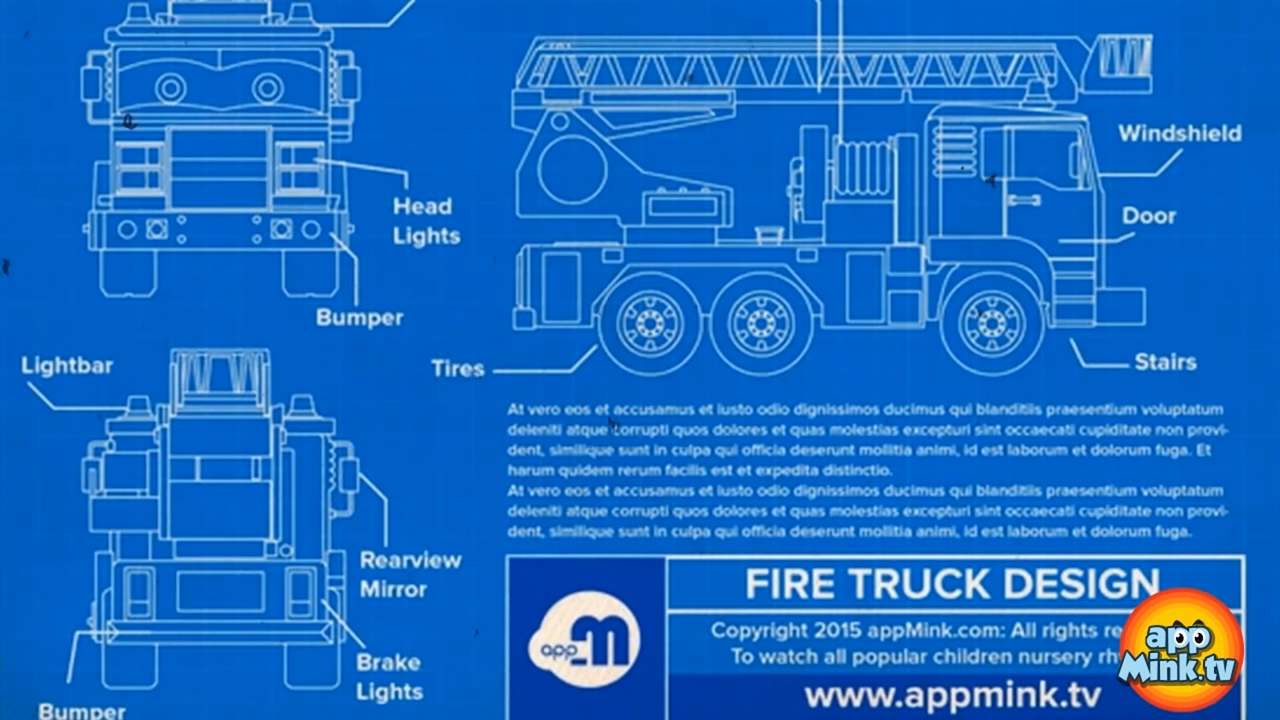 Windshield
Door
Head
Lights
Bumper
Lightbar
Tires
Stairs
At vero eos et accusamus et iusto odio dignissimos ducimus qui blanditiis praesentium voluptatum
deleniti atque corrupti quos dolores et quas molestias excepturi sint occaecati cupiditate non provi-
dent, similique sunt in culpa qui officia deserunt mollitia animi, id est laborum et dolorum fuga. Et
harum quidem rerum facilis est et expedita distinctio.
At vero eos et accusamus et iusto odio dignissimos ducimus qui blanditiis praesentium voluptatum
deleniti atque corrupti quos dolores et quas molestias excepturi sint occaecati cupiditate non provi-
dent, similique sunt in culpa qui officia deserunt mollitia animi, id est laborum et dolorum fuga.
Rearview
Mirror
Brake
Lights
Bumper
app m
FIRE TRUCK DESIGN
Copyright 2015 appMink.com: All rights
To watch all popular children nursery
www.appmink.tv
app
Mink.tv